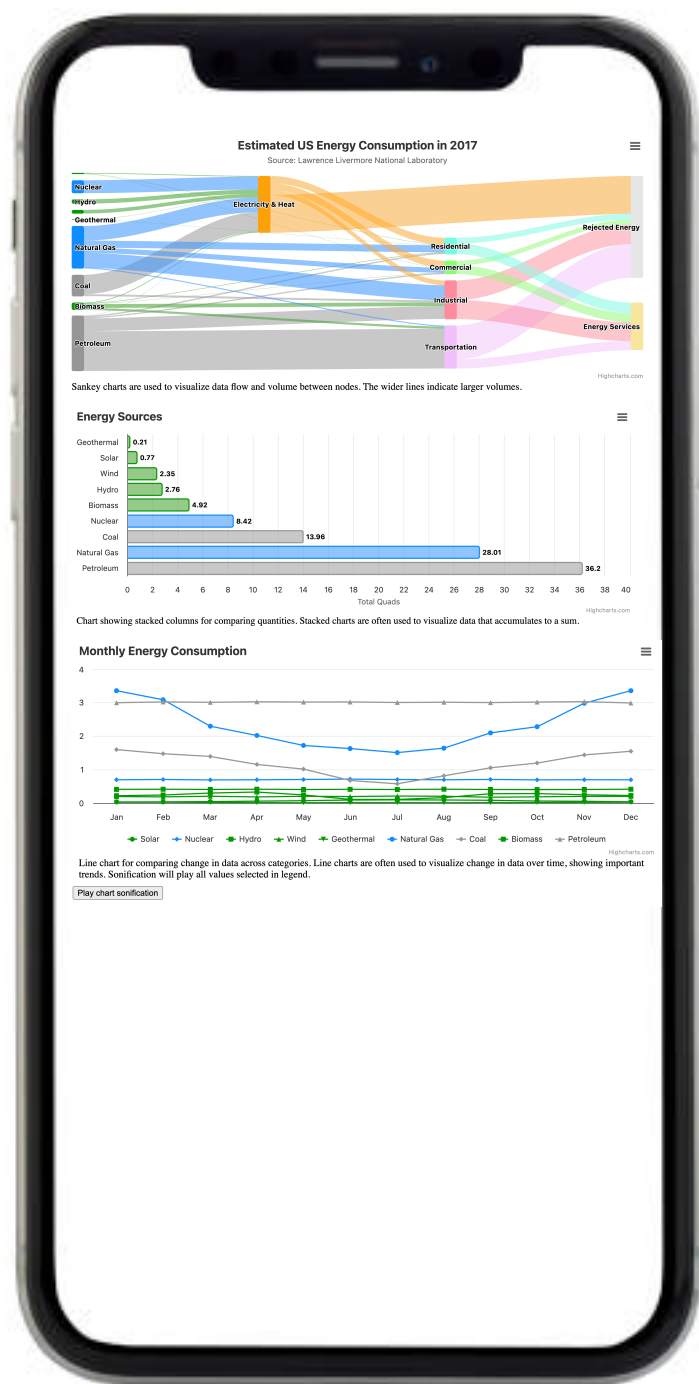 Estimated US Energy Consumption in 2017
Source: Lawrence Livermore National Laboratory
Nuclear
Hydro
Geothermal
Natural Gas
Coal
Biomass
Petroleum
Electricity & Heat
Residential
Commercial
Industrial
Transportation
Rejected Energy
Energy Services
Highcharts.com
Sankey charts are used to visualize data flow and volume between nodes. The wider lines indicate larger volumes.
Energy Sources
Geothermal 0.21
Solar 0.77
Wind 2.35
Hydro 2.76
Biomass 4.92
Nuclear 8.42
Coal 13.96
Natural Gas 28.01
Petroleum 36.2
0 2 4 6 8 10 12 14 16 18 20 22 24 26 28 30 32 34 36 38 40
Total Quads
Highcharts.com
Chart showing stacked columns for comparing quantities. Stacked charts are often used to visualize data that accumulates to a sum.
Monthly Energy Consumption
4
3
2
1
0
Jan Feb Mar Apr May Jun Jul Aug Sep Oct Nov Dec
Solar Nuclear Hydro Wind Geothermal Natural Gas Coal Biomass Petroleum
Highcharts.com
Line chart for comparing change in data across categories. Line charts are often used to visualize change in data over time, showing important
trends. Sonification will play all values selected in legend.
Play chart sonification